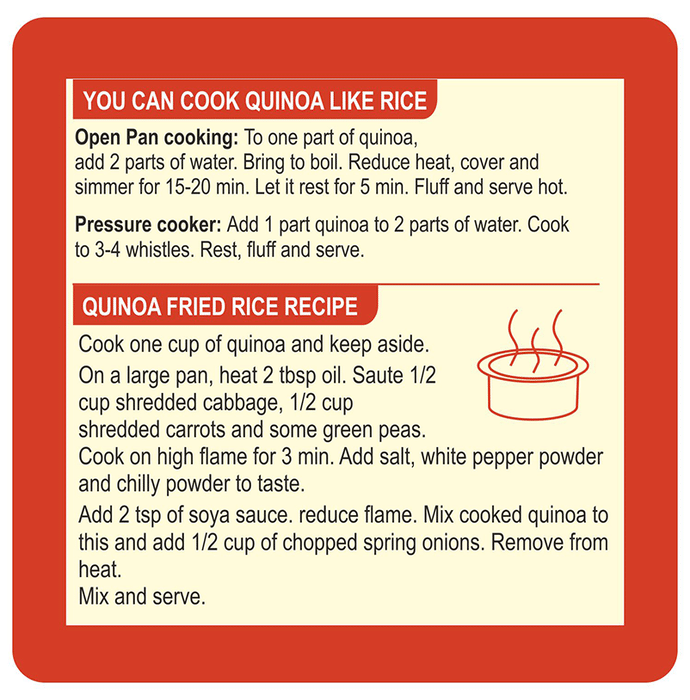 YOU CAN COOK QUINOA LIKE RICE
Open Pan cooking: To one part of quinoa,
add 2 parts of water. Bring to boil. Reduce heat, cover and
simmer for 15-20 min. Let it rest for 5 min. Fluff and serve hot.
Pressure cooker: Add 1 part quinoa to 2 parts of water. Cook
to 3-4 whistles. Rest, fluff and serve.
QUINOA FRIED RICE RECIPE
Cook one cup of quinoa and keep aside.
On a large pan, heat 2 tbsp oil. Saute 1/2
cup shredded cabbage, 1/2 cup
shredded carrots and some green peas.
Cook on high flame for 3 min. Add salt, white pepper powder
and chilly powder to taste.
Add 2 tsp of soya sauce. reduce flame. Mix cooked quinoa to
this and add 1/2 cup of chopped spring onions. Remove from
heat.
Mix and serve.